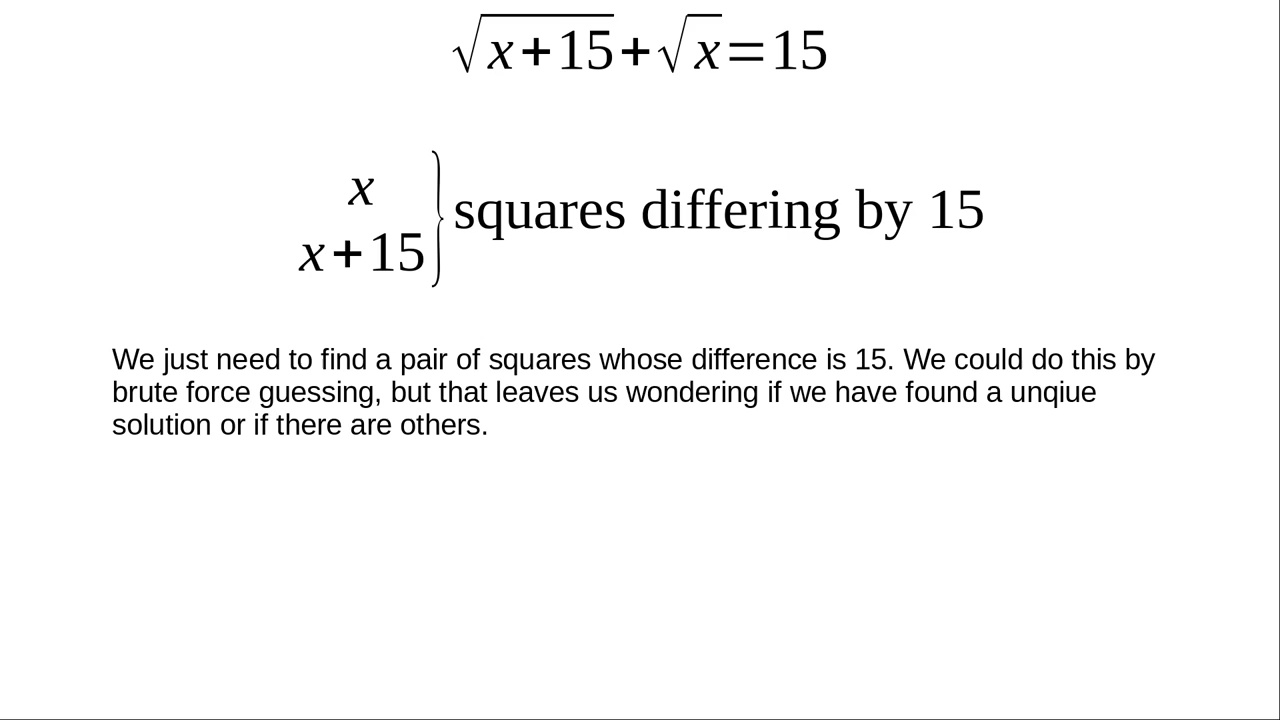 √x+15+√x=15
x
x+15
} squares differing by 15
We just need to find a pair of squares whose difference is 15. We could do this by
brute force guessing, but that leaves us wondering if we have found a unqiue
solution or if there are others.